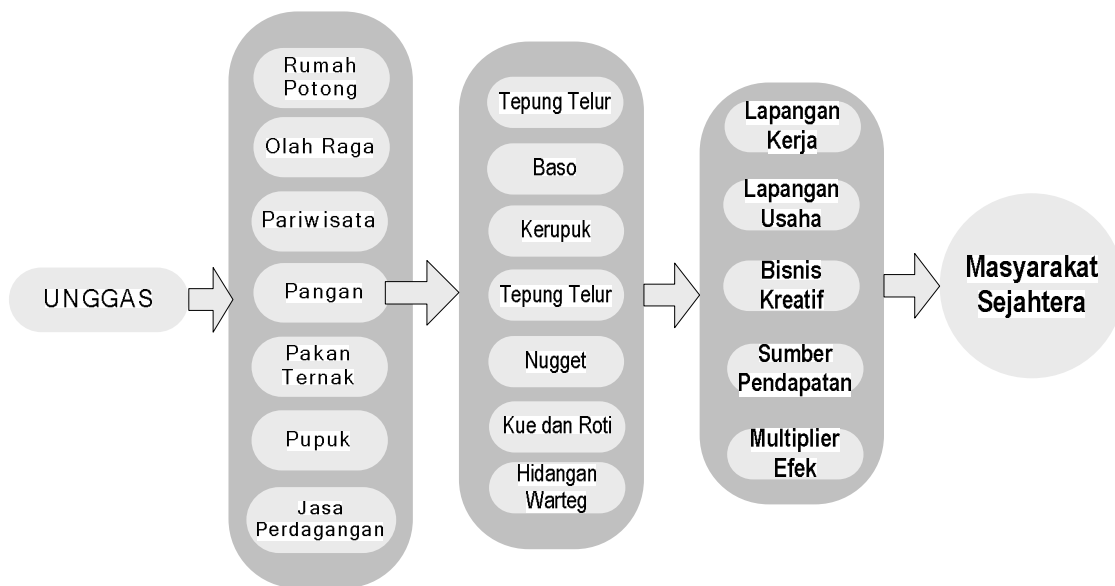 UNGGAS
Rumah
Potong
Olah Raga
Pariwisata
Pangan
Pakan
Ternak
Pupuk
Jasa
Perdagangan
Tepung Telur
Baso
Kerupuk
Tepung Telur
Nugget
Kue dan Roti
Hidangan
Warteg
Lapangan
Kerja
Lapangan
Usaha
Bisnis
Kreatif
Sumber
Pendapatan
Multiplier
Efek
Masyarakat
Sejahtera